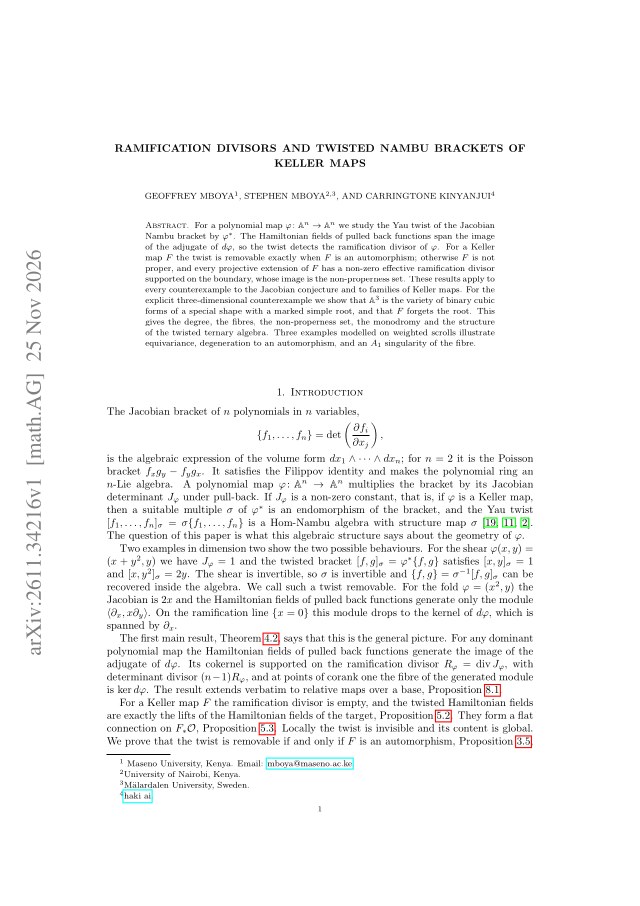 RAMIFICATION DIVISORS AND TWISTED NAMBU BRACKETS OF
KELLER MAPS
GEOFFREY MBOYA¹, STEPHEN MBOYA²,³, AND CARRINGTONE KINYANJUI⁴
ABSTRACT. For a polynomial map φ: 𝔸ⁿ → 𝔸ⁿ we study the Yau twist of the Jacobian
Nambu bracket by φ*. The Hamiltonian fields of pulled back functions span the image
of the adjugate of dφ, so the twist detects the ramification divisor of φ. For a Keller
map F the twist is removable exactly when F is an automorphism; otherwise F is not
proper, and every projective extension of F has a non-zero effective ramification divisor
supported on the boundary, whose image is the non-properness set. These results apply
to every counterexample to the Jacobian conjecture and to families of Keller maps. For the
explicit three-dimensional counterexample we show that 𝔸³ is the variety of binary cubic
forms of a special shape with a marked simple root, and that F forgets the root. This
gives the degree, the fibres, the non-properness set, the monodromy and the structure
of the twisted ternary algebra. Three examples modelled on weighted scrolls illustrate
equivariance, degeneration to an automorphism, and an A₁ singularity of the fibre.
1. INTRODUCTION
The Jacobian bracket of n polynomials in n variables,
{f₁, . . . , fₙ} = det (∂fᵢ/∂xⱼ),
is the algebraic expression of the volume form dx₁ ∧ · · · ∧ dxₙ; for n = 2 it is the Poisson
bracket fₓgᵧ − fᵧgₓ. It satisfies the Filippov identity and makes the polynomial ring an
n-Lie algebra. A polynomial map φ: 𝔸ⁿ → 𝔸ⁿ multiplies the bracket by its Jacobian
determinant Jφ under pull-back. If Jφ is a non-zero constant, that is, if φ is a Keller map,
then a suitable multiple σ of φ* is an endomorphism of the bracket, and the Yau twist
[f₁, . . . , fₙ]σ = σ{f₁, . . . , fₙ} is a Hom-Nambu algebra with structure map σ [19, 11, 2].
The question of this paper is what this algebraic structure says about the geometry of φ.
Two examples in dimension two show the two possible behaviours. For the shear φ(x, y) =
(x + y², y) we have Jφ = 1 and the twisted bracket [f, g]σ = φ*{f, g} satisfies [x, y]σ = 1
and [x, y²]σ = 2y. The shear is invertible, so σ is invertible and {f, g} = σ⁻¹[f, g]σ can be
recovered inside the algebra. We call such a twist removable. For the fold φ = (x², y) the
Jacobian is 2x and the Hamiltonian fields of pulled back functions generate only the module
⟨∂ₓ, x∂ᵧ⟩. On the ramification line {x = 0} this module drops to the kernel of dφ, which is
spanned by ∂ₓ.
The first main result, Theorem 4.2, says that this is the general picture. For any dominant
polynomial map the Hamiltonian fields of pulled back functions generate the image of the
adjugate of dφ. Its cokernel is supported on the ramification divisor Rφ = div Jφ, with
determinant divisor (n−1)Rφ, and at points of corank one the fibre of the generated module
is ker dφ. The result extends verbatim to relative maps over a base, Proposition 8.1.
For a Keller map F the ramification divisor is empty, and the twisted Hamiltonian fields
are exactly the lifts of the Hamiltonian fields of the target, Proposition 5.2. They form a flat
connection on F⁎𝒪, Proposition 5.3. Locally the twist is invisible and its content is global.
We prove that the twist is removable if and only if F is an automorphism, Proposition 3.5,
¹ Maseno University, Kenya. Email: mboya@maseno.ac.ke
² University of Nairobi, Kenya.
³ Mälardalen University, Sweden.
⁴ haki ai
1
arXiv:2611.34216v1 [math.AG] 25 Nov 2026